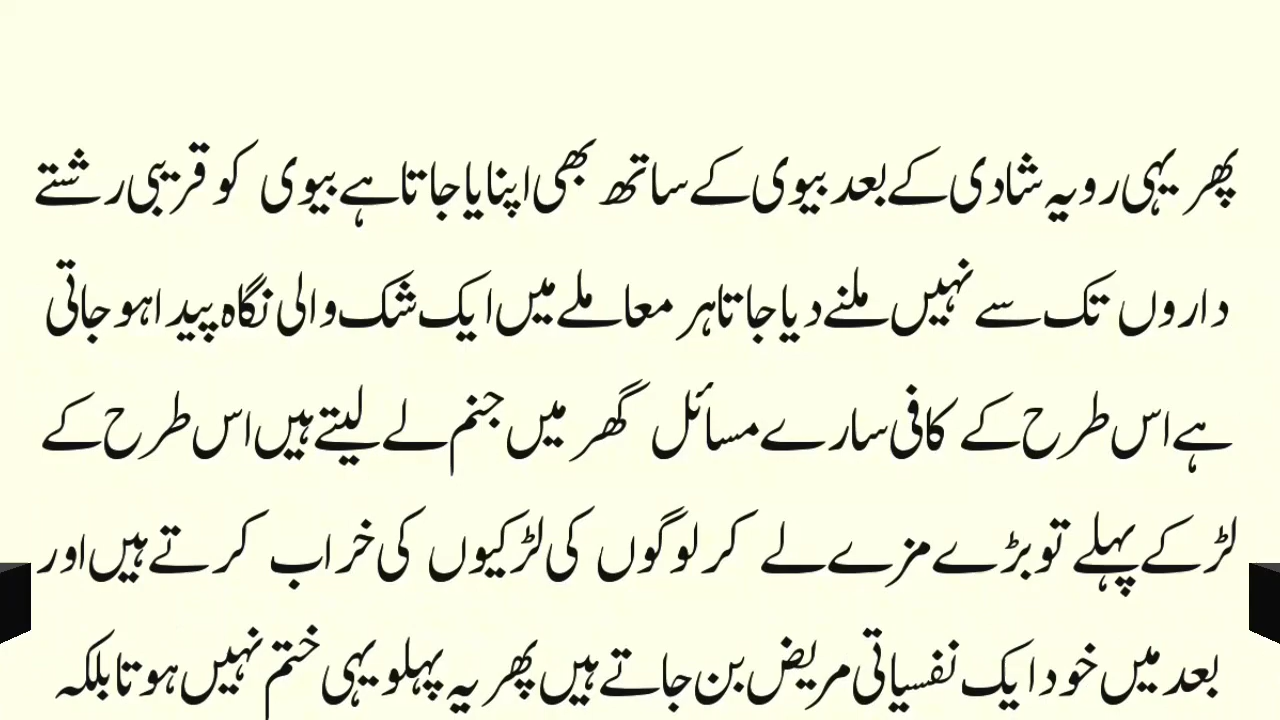 پھر یہی رویہ شادی کے بعد بیوی کے ساتھ بھی اپنایا جاتا ہے بیوی کو قریبی رشتے
داروں تک سے نہیں ملنے دیا جاتا ہر معاملے میں ایک شک والی نگاہ پیدا ہو جاتی
ہے اس طرح کے کافی سارے مسائل گھر میں جنم لے لیتے ہیں اس طرح کے
لڑکے پہلے تو بڑے مزے لے کر لوگوں کی لڑکیوں کی خراب کرتے ہیں اور
بعد میں خود ایک نفسیاتی مریض بن جاتے ہیں پھر یہ پہلو یہی ختم نہیں ہوتا بلکہ